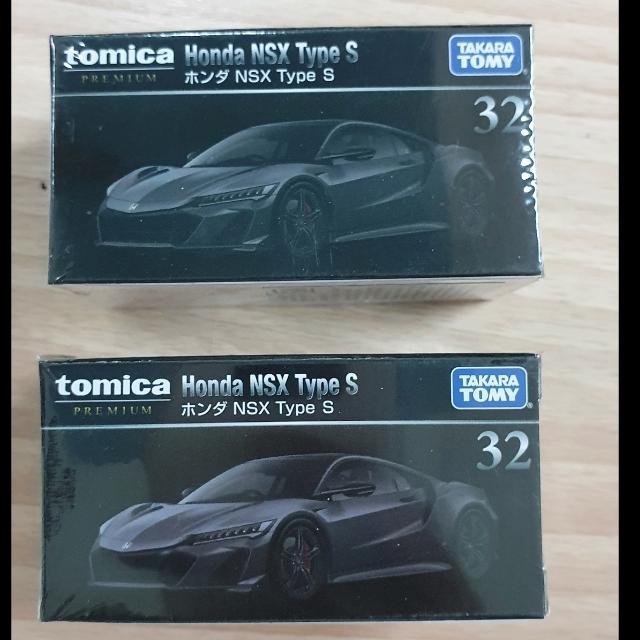 tomica
PREMIUM
Honda NSX Type S
ホンダ NSX Type S
TAKARA
TOMY
32
tomica
PREMIUM
Honda NSX Type S
ホンダ NSX Type S
TAKARA
TOMY
32